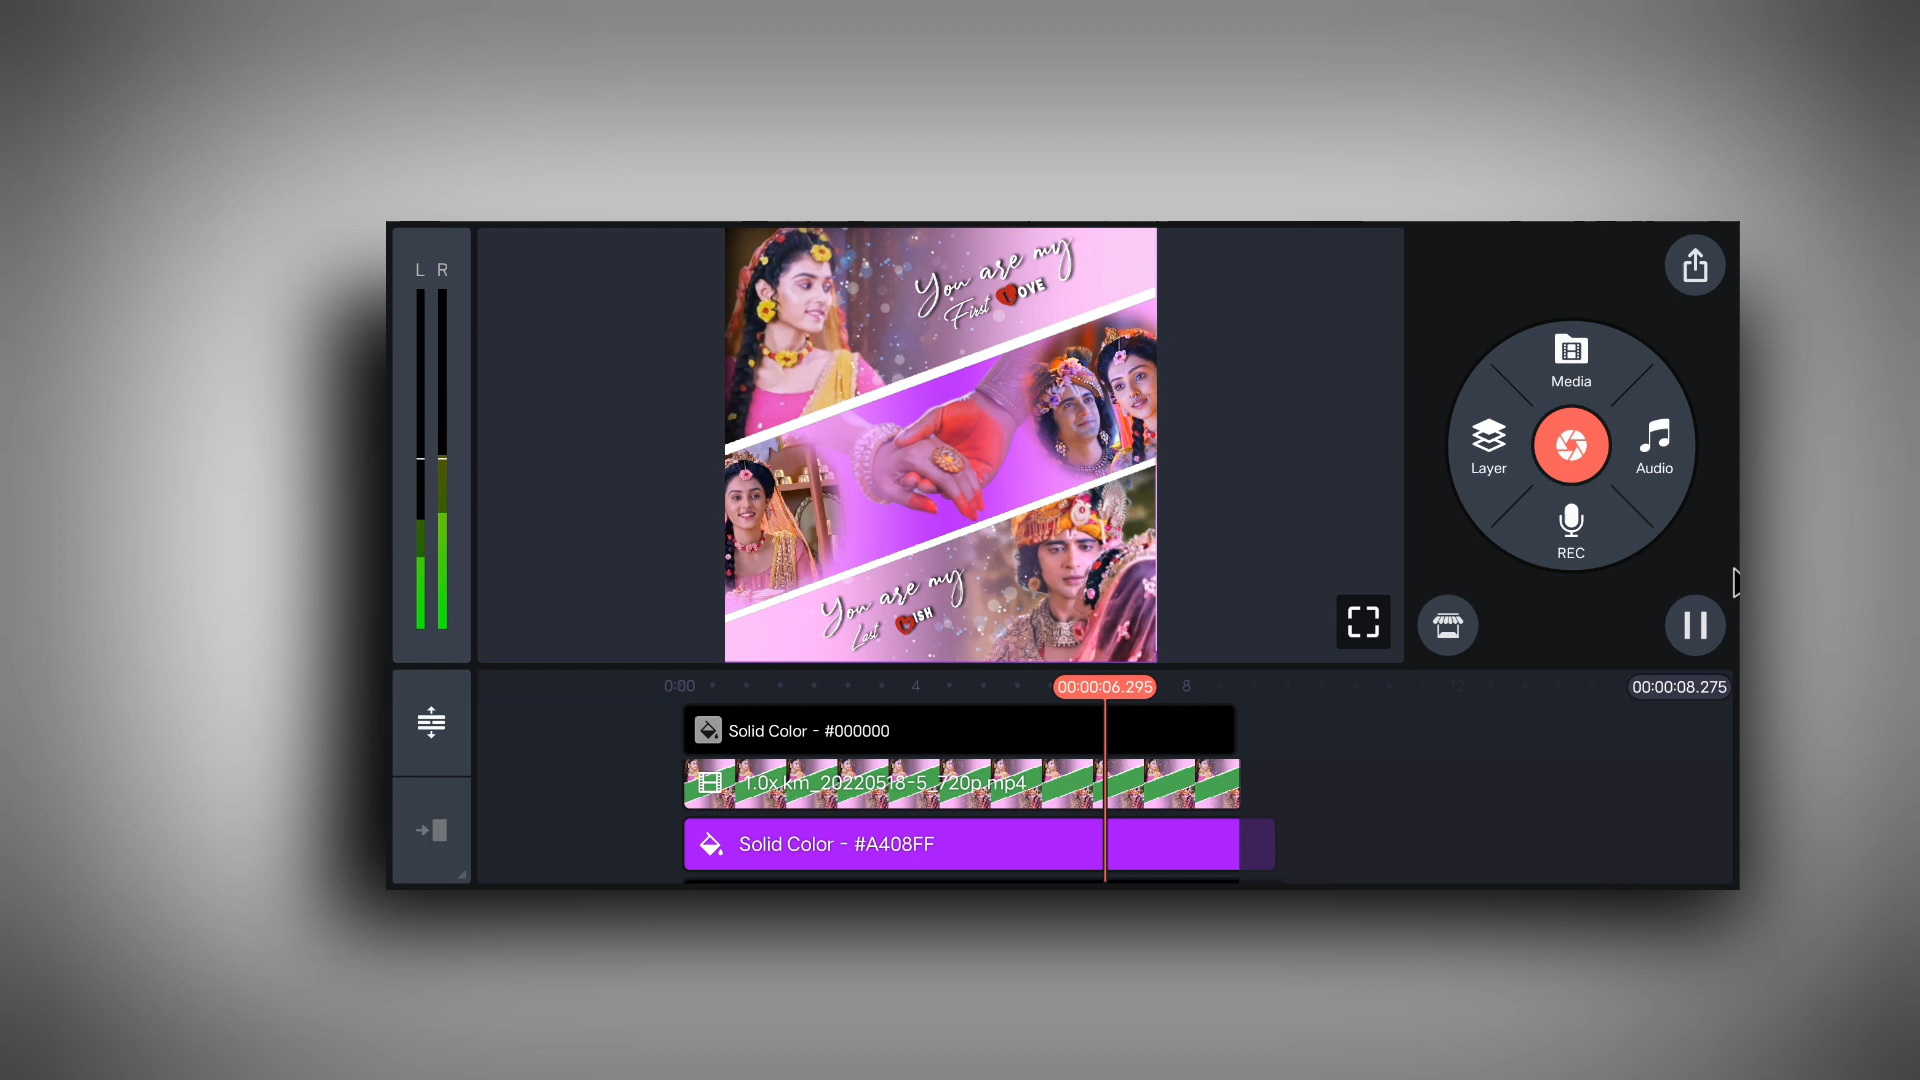 L R
You are my
First LOVE
You are my
Last WISH
Media
Layer
Audio
REC
0:00
4
00:00:06.295
8
12
00:00:08.275
Solid Color - #000000
1.0x km_20220518-5_720p.mp4
Solid Color - #A408FF